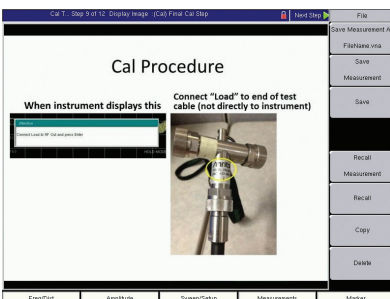 Cal T... Step 9 of 12 Display Image :(Cal) Final Cal Step
Next Step
File
Save Measurement A
FileName.vna
Save
Measurement
Save
Recall
Measurement
Recall
Copy
Delete
Cal Procedure
When instrument displays this
Connect "Load" to end of test
cable (not directly to instrument)
Connect Load to RF Out and press Enter
Freq/Dist
Amplitude
Sweep/Setup
Measurements
Marker